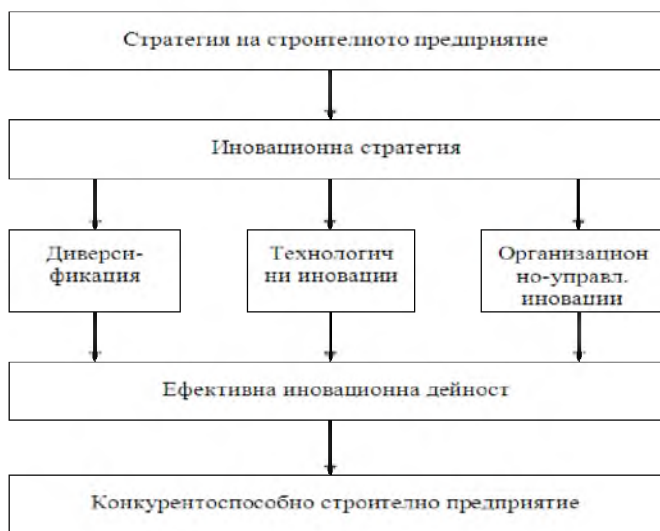 Стратегия на строителното предприятие
Иновационна стратегия
Диверси-
фикация
Технологич
ни иновации
Организацион
но-управл.
иновации
Ефективна иновационна дейност
Конкурентоспособно строително предприятие